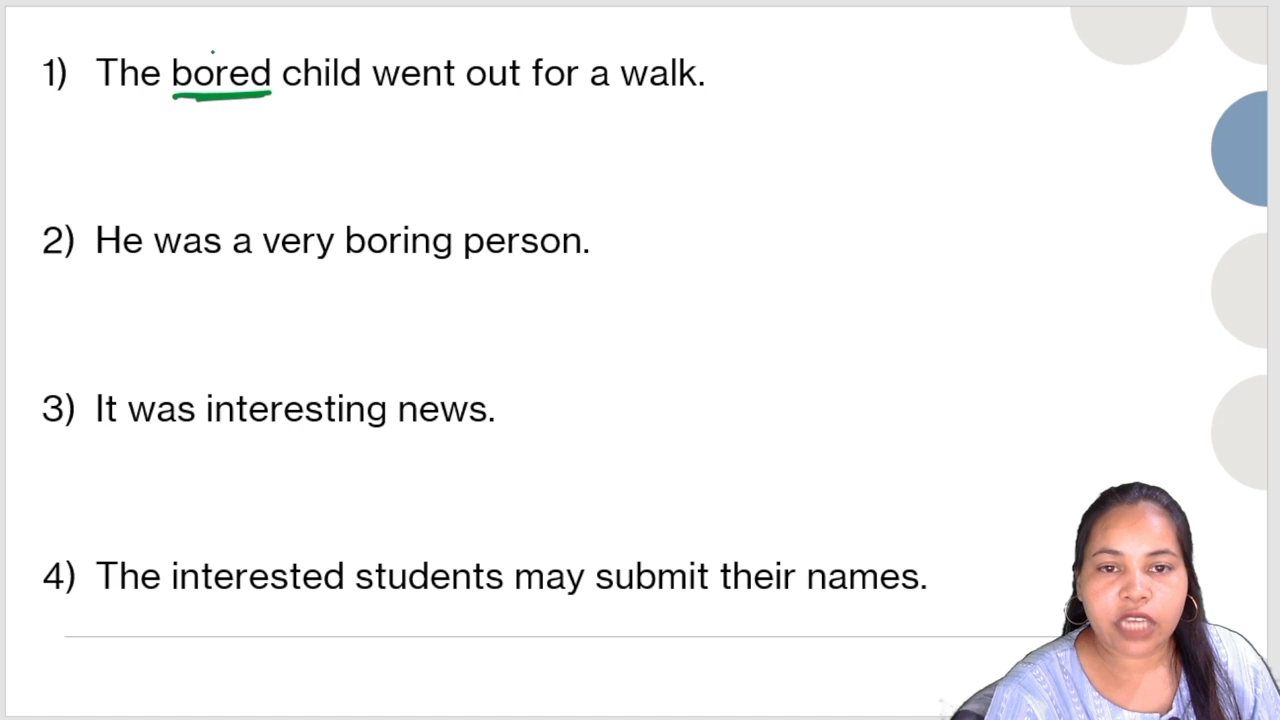 1) The bored child went out for a walk.
2) He was a very boring person.
3) It was interesting news.
4) The interested students may submit their names.